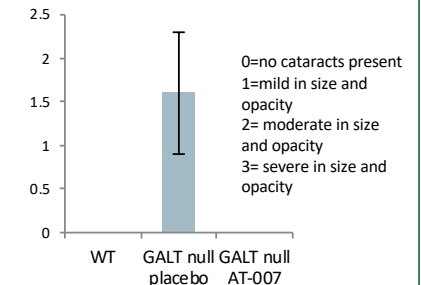 2.5
2
1.5
1
0.5
0
0=no cataracts present
1=mild in size and
opacity
2= moderate in size
and opacity
3= severe in size and
opacity
WT GALT null GALT null
placebo AT-007